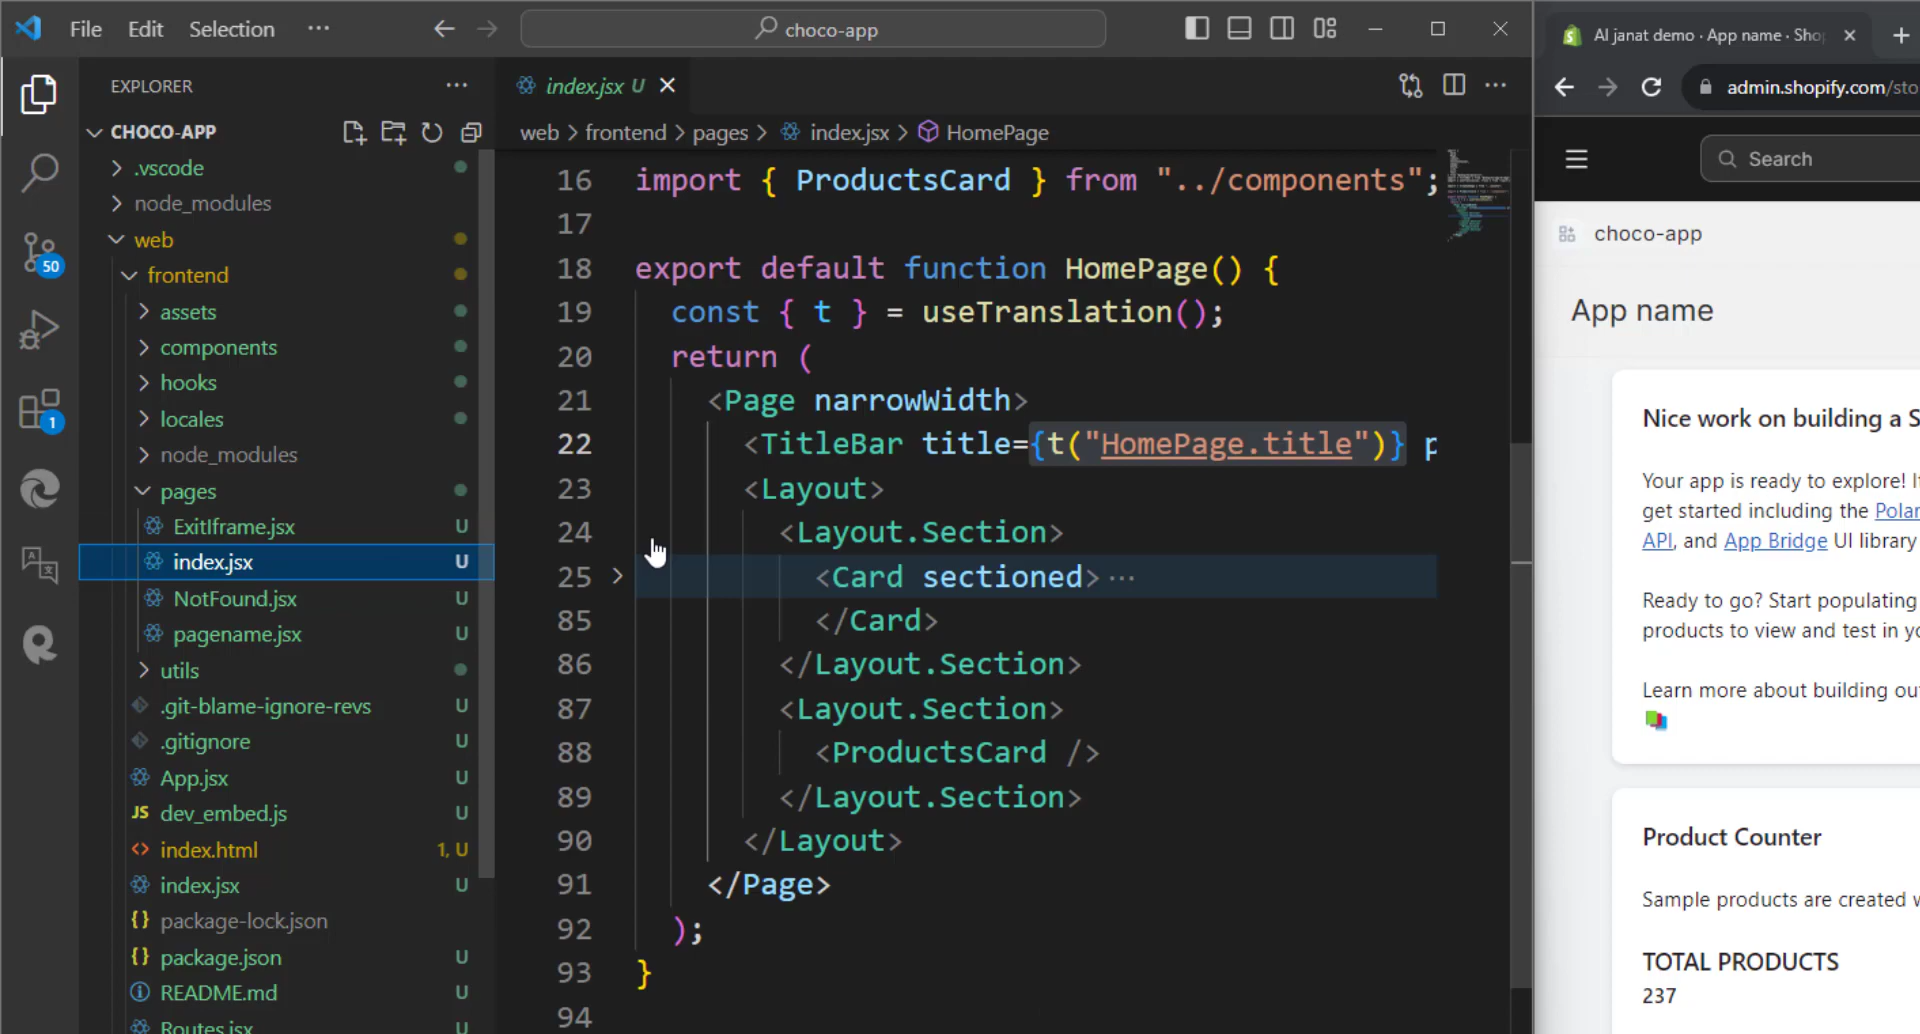 File Edit Selection ···
choco-app
EXPLORER
CHOCO-APP
.vscode
node_modules
web
frontend
assets
components
hooks
locales
node_modules
pages
ExitIframe.jsx U
index.jsx U
NotFound.jsx U
pagename.jsx U
utils
.git-blame-ignore-revs U
.gitignore U
App.jsx U
JS dev_embed.js U
index.html 1, U
index.jsx U
package-lock.json
package.json U
README.md U
Routes.jsx U
50
1
index.jsx U
web > frontend > pages > index.jsx > HomePage
16 import { ProductsCard } from "../components";
17
18 export default function HomePage() {
19 const { t } = useTranslation();
20 return (
21 <Page narrowWidth>
22 <TitleBar title={t("HomePage.title")} p
23 <Layout>
24 <Layout.Section>
25 <Card sectioned>···
85 </Card>
86 </Layout.Section>
87 <Layout.Section>
88 <ProductsCard />
89 </Layout.Section>
90 </Layout>
91 </Page>
92 );
93 }
94
AI janat demo · App name · Sho
admin.shopify.com/sto
Search
choco-app
App name
Nice work on building a S
Your app is ready to explore! I
get started including the Polar
API, and App Bridge UI library
Ready to go? Start populating
products to view and test in yo
Learn more about building out
Product Counter
Sample products are created w
TOTAL PRODUCTS
237